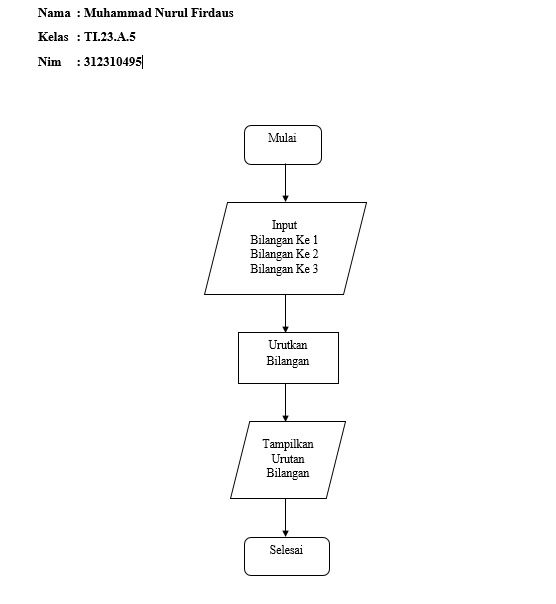 Nama : Muhammad Nurul Firdaus
Kelas : TI.23.A.5
Nim : 312310495
Mulai
Input
Bilangan Ke 1
Bilangan Ke 2
Bilangan Ke 3
Urutkan
Bilangan
Tampilkan
Urutan
Bilangan
Selesai